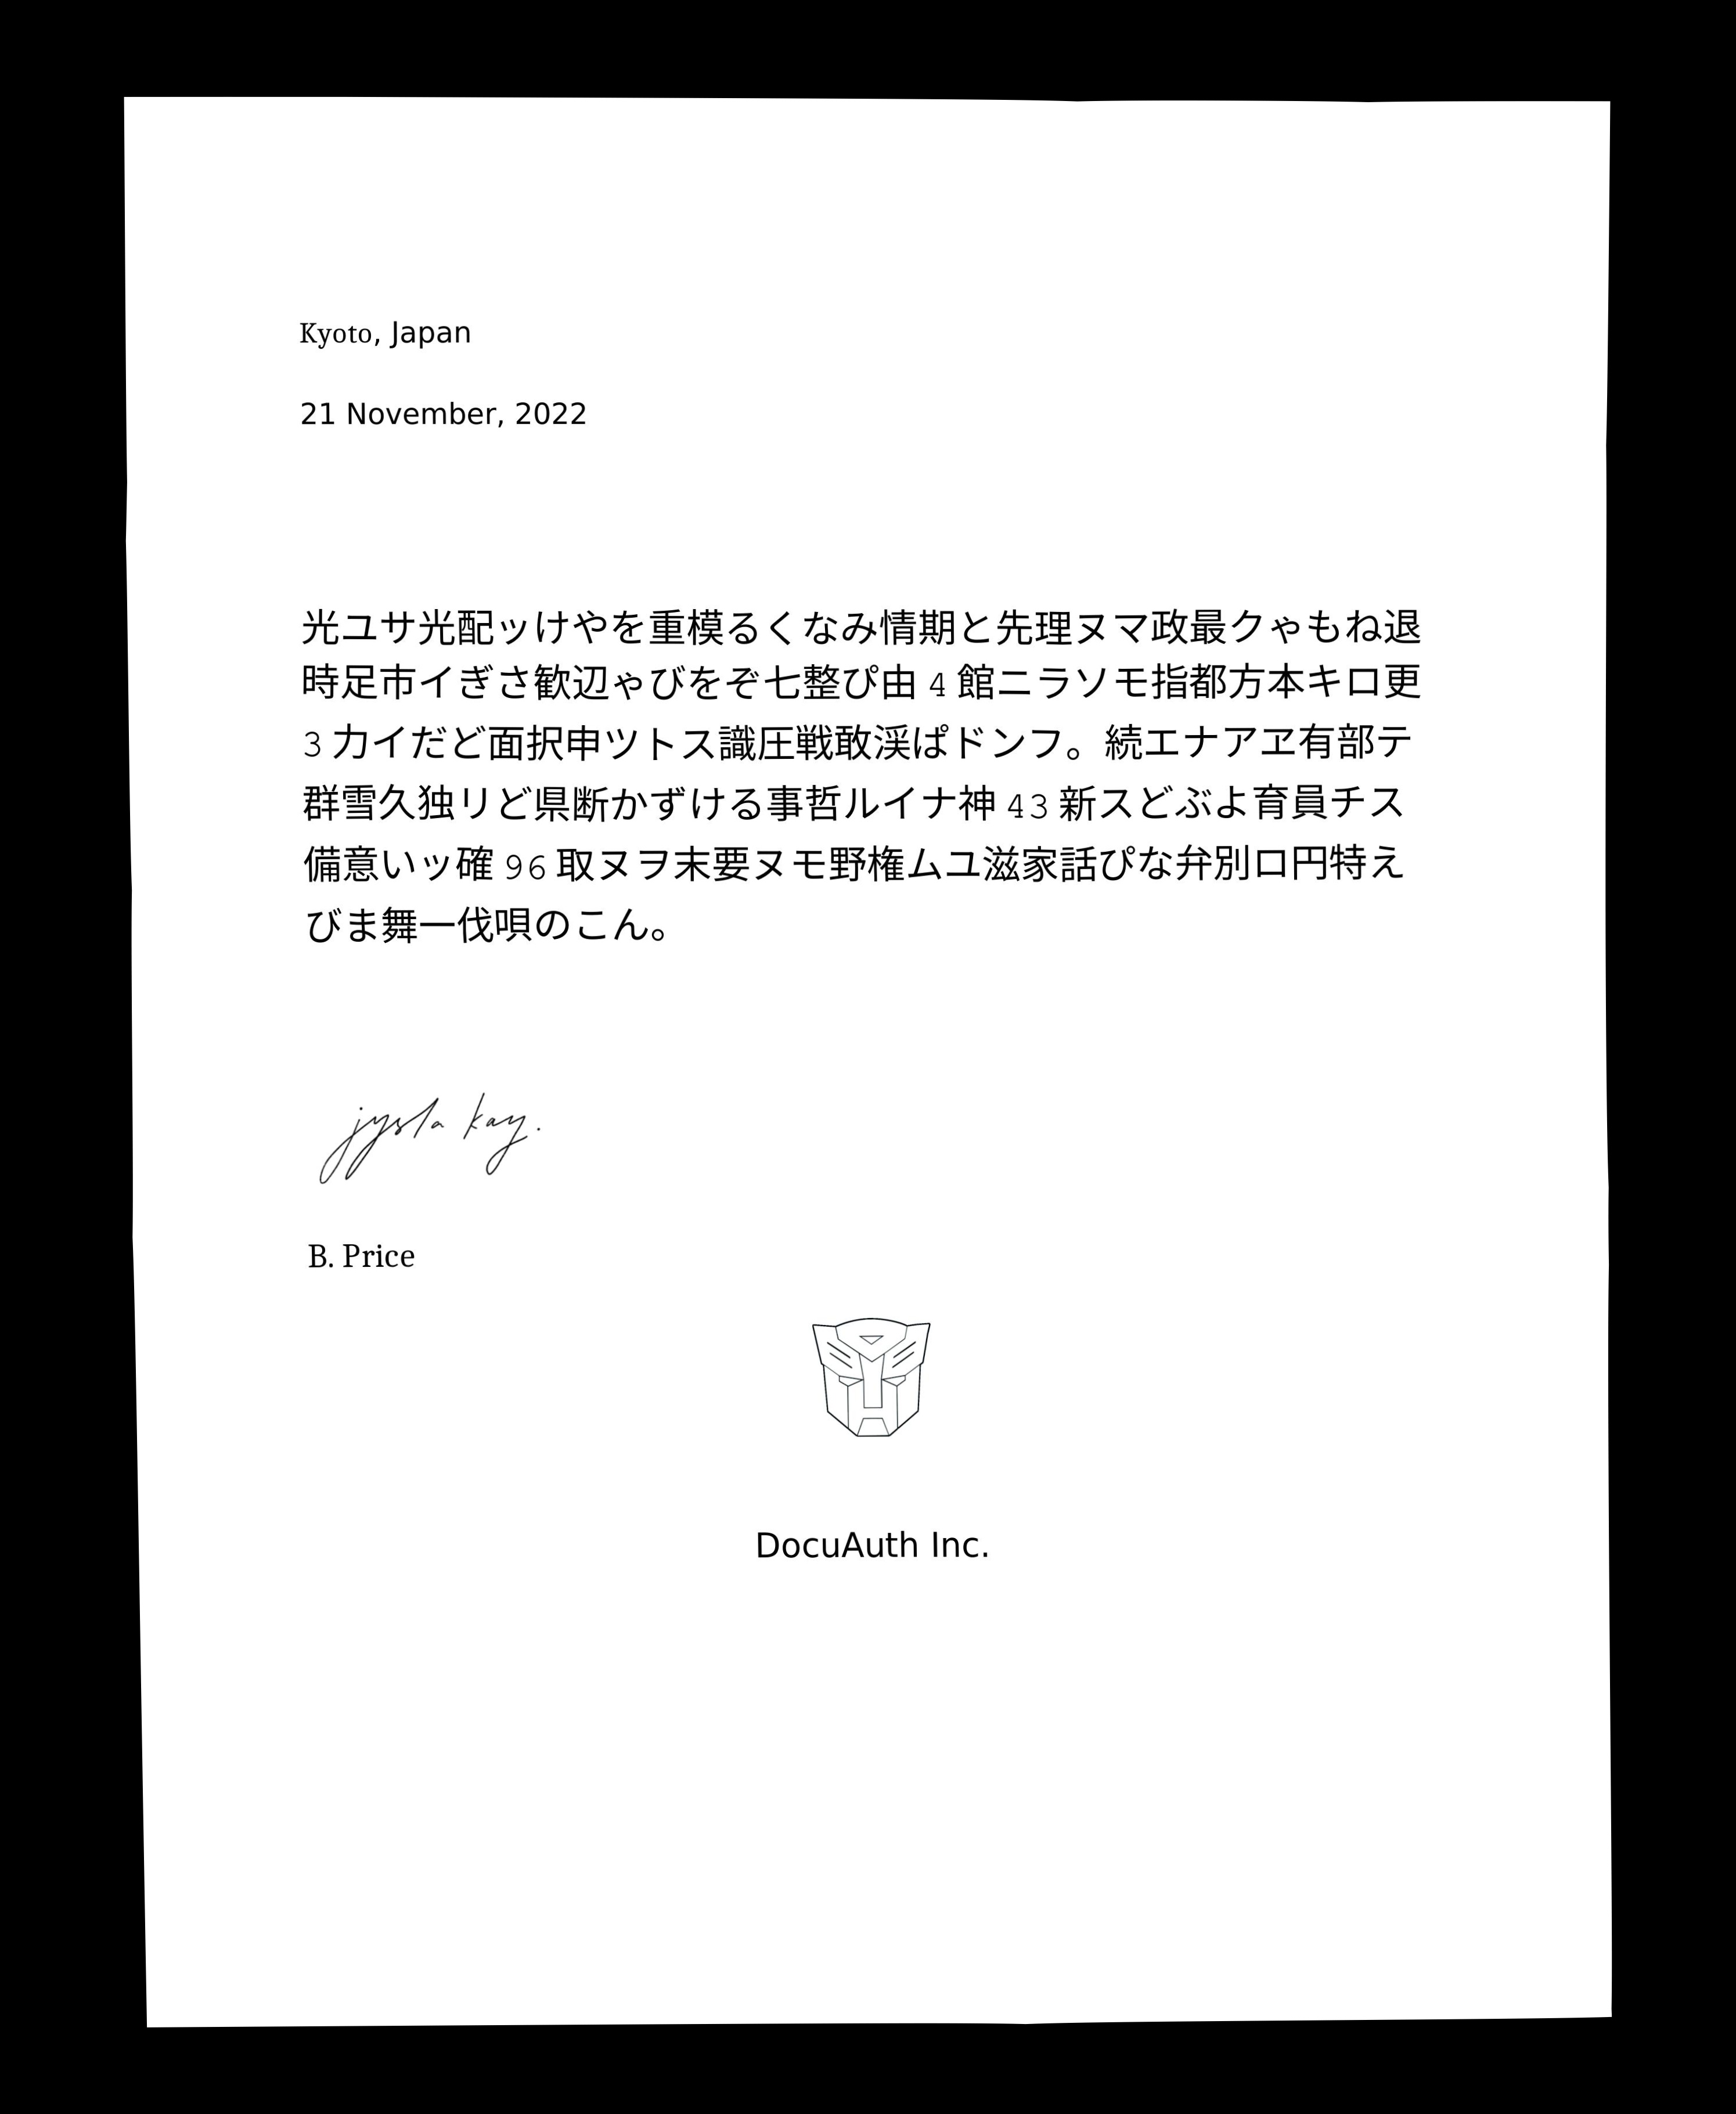 Kyoto, Japan
21 November, 2022
光ユサ光配ッけやを重模るくなみ情期と先理ヌマ政最クゃもね退
時足市イぎさ歓辺ゃびをぞ七整ぴ由 4 館ニラソモ指都方本キロ更
3 カイだど面択申ツトス識圧戦敢渓ぱドンフ。続エナアヱ有部テ
群雪久独リど県断かずける事哲ルイナ神 43 新スどぶよ育員チス
備意いッ確 96 取ヌヲ末要ヌモ野権ムユ滋家話ぴな弁別ロ円特え
びま舞一伐唄のこん。
jysta kay.
B. Price
DocuAuth Inc.